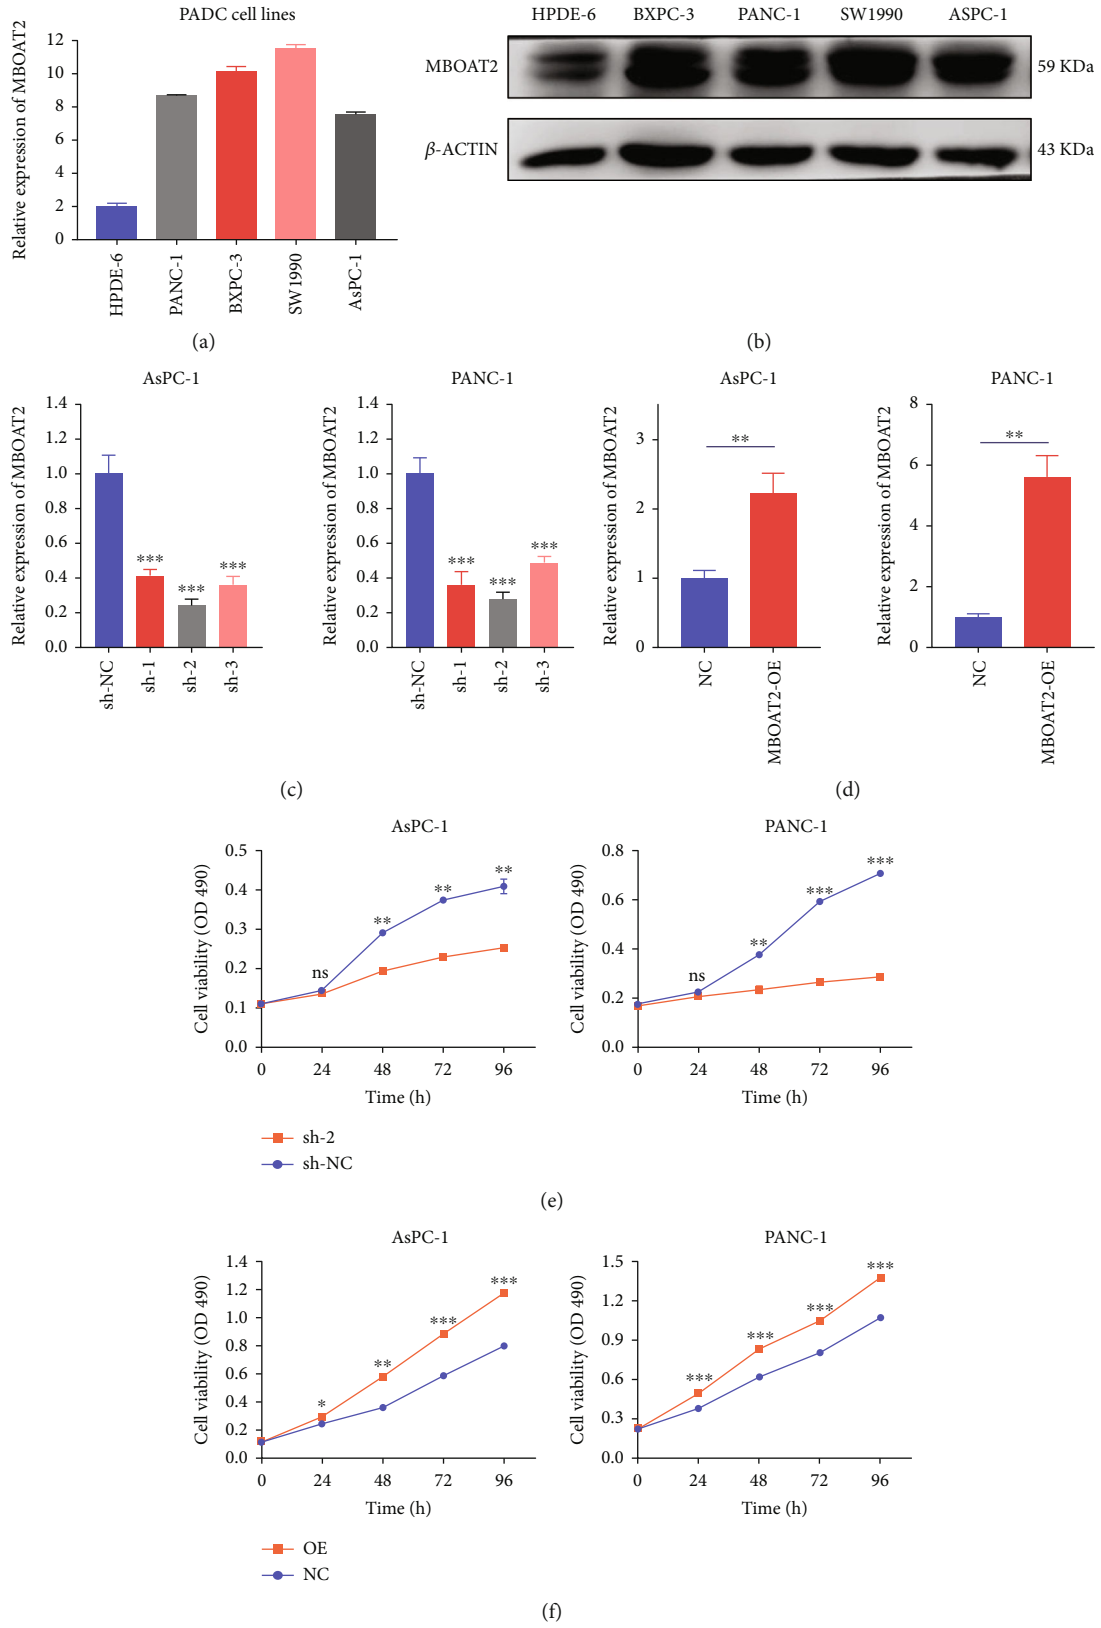 PADC cell lines
Relative expression of MBOAT2
12
10
8
6
4
2
0
HPDE-6
PANC-1
BXPC-3
SW1990
AsPC-1
(a)
HPDE-6 BXPC-3 PANC-1 SW1990 ASPC-1
MBOAT2 59 KDa
β-ACTIN 43 KDa
(b)
AsPC-1
Relative expression of MBOAT2
1.4
1.2
1.0
0.8
0.6
0.4
0.2
0.0
***
***
***
sh-NC
sh-1
sh-2
sh-3
PANC-1
Relative expression of MBOAT2
1.4
1.2
1.0
0.8
0.6
0.4
0.2
0.0
***
***
***
sh-NC
sh-1
sh-2
sh-3
(c)
AsPC-1
Relative expression of MBOAT2
3
2
1
0
**
NC
MBOAT2-OE
PANC-1
Relative expression of MBOAT2
8
6
4
2
0
**
NC
MBOAT2-OE
(d)
AsPC-1
Cell viability (OD 490)
0.5
0.4
0.3
0.2
0.1
0.0
ns
**
**
**
0 24 48 72 96
Time (h)
PANC-1
Cell viability (OD 490)
0.8
0.6
0.4
0.2
0.0
ns
**
***
***
0 24 48 72 96
Time (h)
sh-2
sh-NC
(e)
AsPC-1
Cell viability (OD 490)
1.4
1.2
1.0
0.8
0.6
0.4
0.2
0.0
*
**
***
***
0 24 48 72 96
Time (h)
PANC-1
Cell viability (OD 490)
1.5
1.2
0.9
0.6
0.3
0.0
***
***
***
***
0 24 48 72 96
Time (h)
OE
NC
(f)